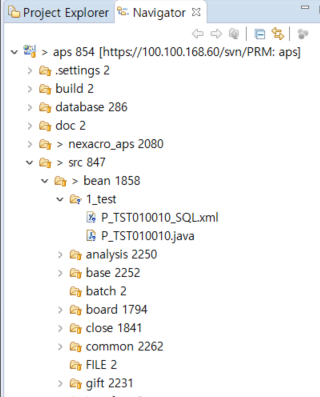 Project Explorer Navigator
> aps 854 [https://100.100.168.60/svn/PRM: aps]
.settings 2
build 2
database 286
doc 2
> nexacro_aps 2080
> src 847
> bean 1858
1_test
P_TST010010_SQL.xml
P_TST010010.java
analysis 2250
base 2252
batch 2
board 1794
close 1841
common 2262
FILE 2
gift 2231